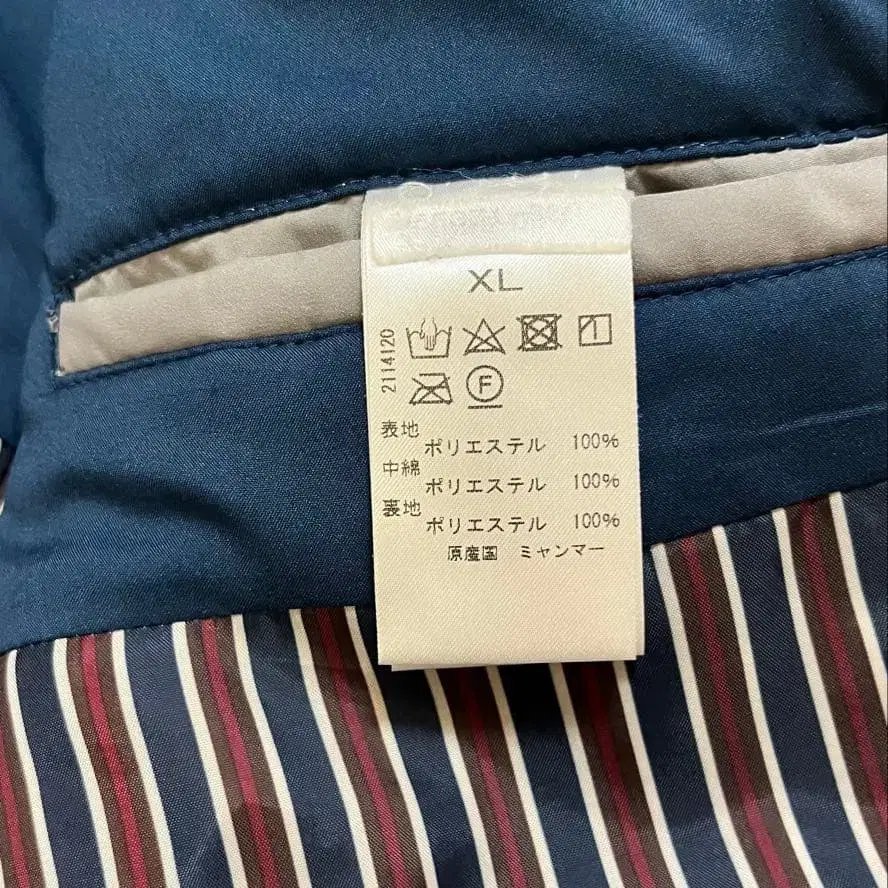 XL
2114120
F
表地
ポリエステル 100%
中綿
ポリエステル 100%
裏地
ポリエステル 100%
原産国 ミャンマー